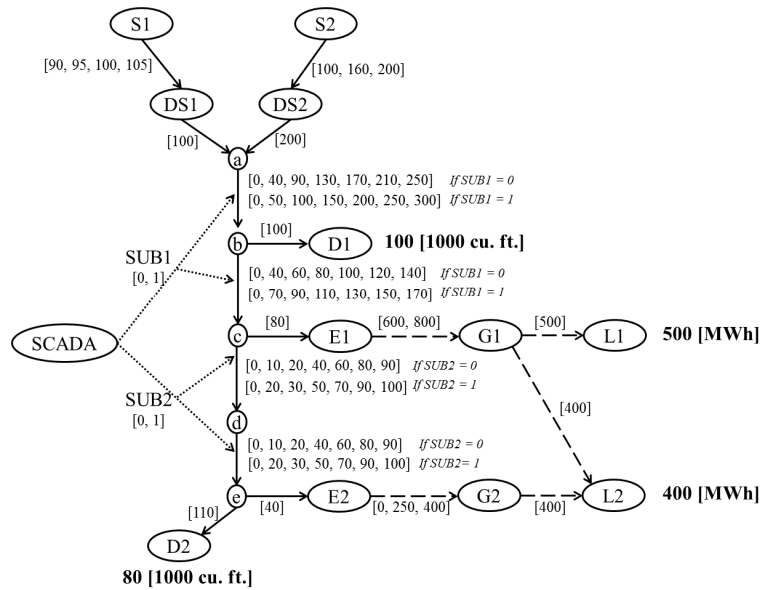 S1 S2
[90, 95, 100, 105] [100, 160, 200]
DS1 DS2
[100] [200]
a
[0, 40, 90, 130, 170, 210, 250] If SUB1 = 0
[0, 50, 100, 150, 200, 250, 300] If SUB1 = 1
[100]
b D1 100 [1000 cu. ft.]
SUB1
[0, 1]
[0, 40, 60, 80, 100, 120, 140] If SUB1 = 0
[0, 70, 90, 110, 130, 150, 170] If SUB1 = 1
[80] [600, 800] [500]
SCADA c E1 G1 L1 500 [MWh]
[0, 10, 20, 40, 60, 80, 90] If SUB2 = 0
[0, 20, 30, 50, 70, 90, 100] If SUB2 = 1
SUB2
[0, 1]
[400]
d
[0, 10, 20, 40, 60, 80, 90] If SUB2 = 0
[0, 20, 30, 50, 70, 90, 100] If SUB2= 1
e E2 G2 L2 400 [MWh]
[110] [40] [0, 250, 400] [400]
D2
80 [1000 cu. ft.]